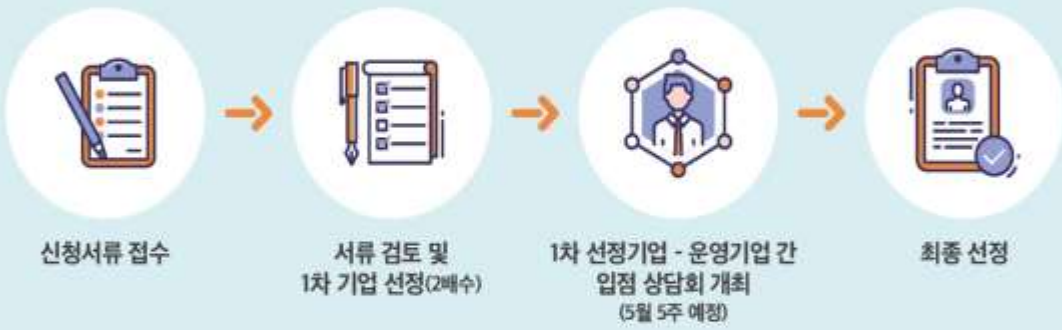 신청서류 접수
서류 검토 및
1차 기업 선정(2배수)
1차 선정기업 - 운영기업 간
입점 상담회 개최
(5월 5주 예정)
최종 선정